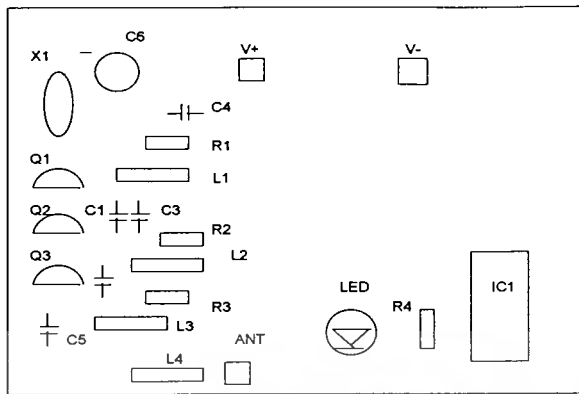 C6
V+
V-
X1
C4
R1
Q1
L1
Q2
C1
C3
R2
Q3
L2
LED
IC1
R3
R4
L3
C5
ANT
L4